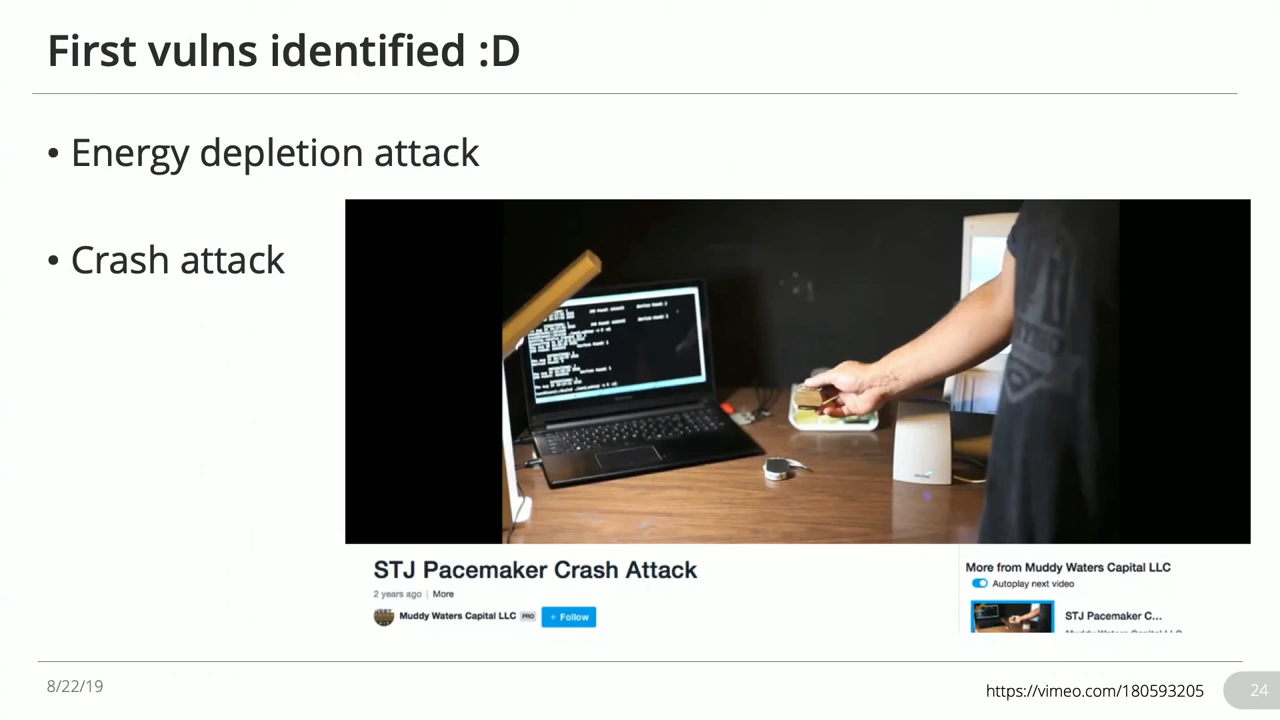 First vulns identified :D
• Energy depletion attack
• Crash attack
STJ Pacemaker Crash Attack
2 years ago | More
Muddy Waters Capital LLC PRO + Follow
More from Muddy Waters Capital LLC
Autoplay next video
STJ Pacemaker C...
8/22/19
https://vimeo.com/180593205
24